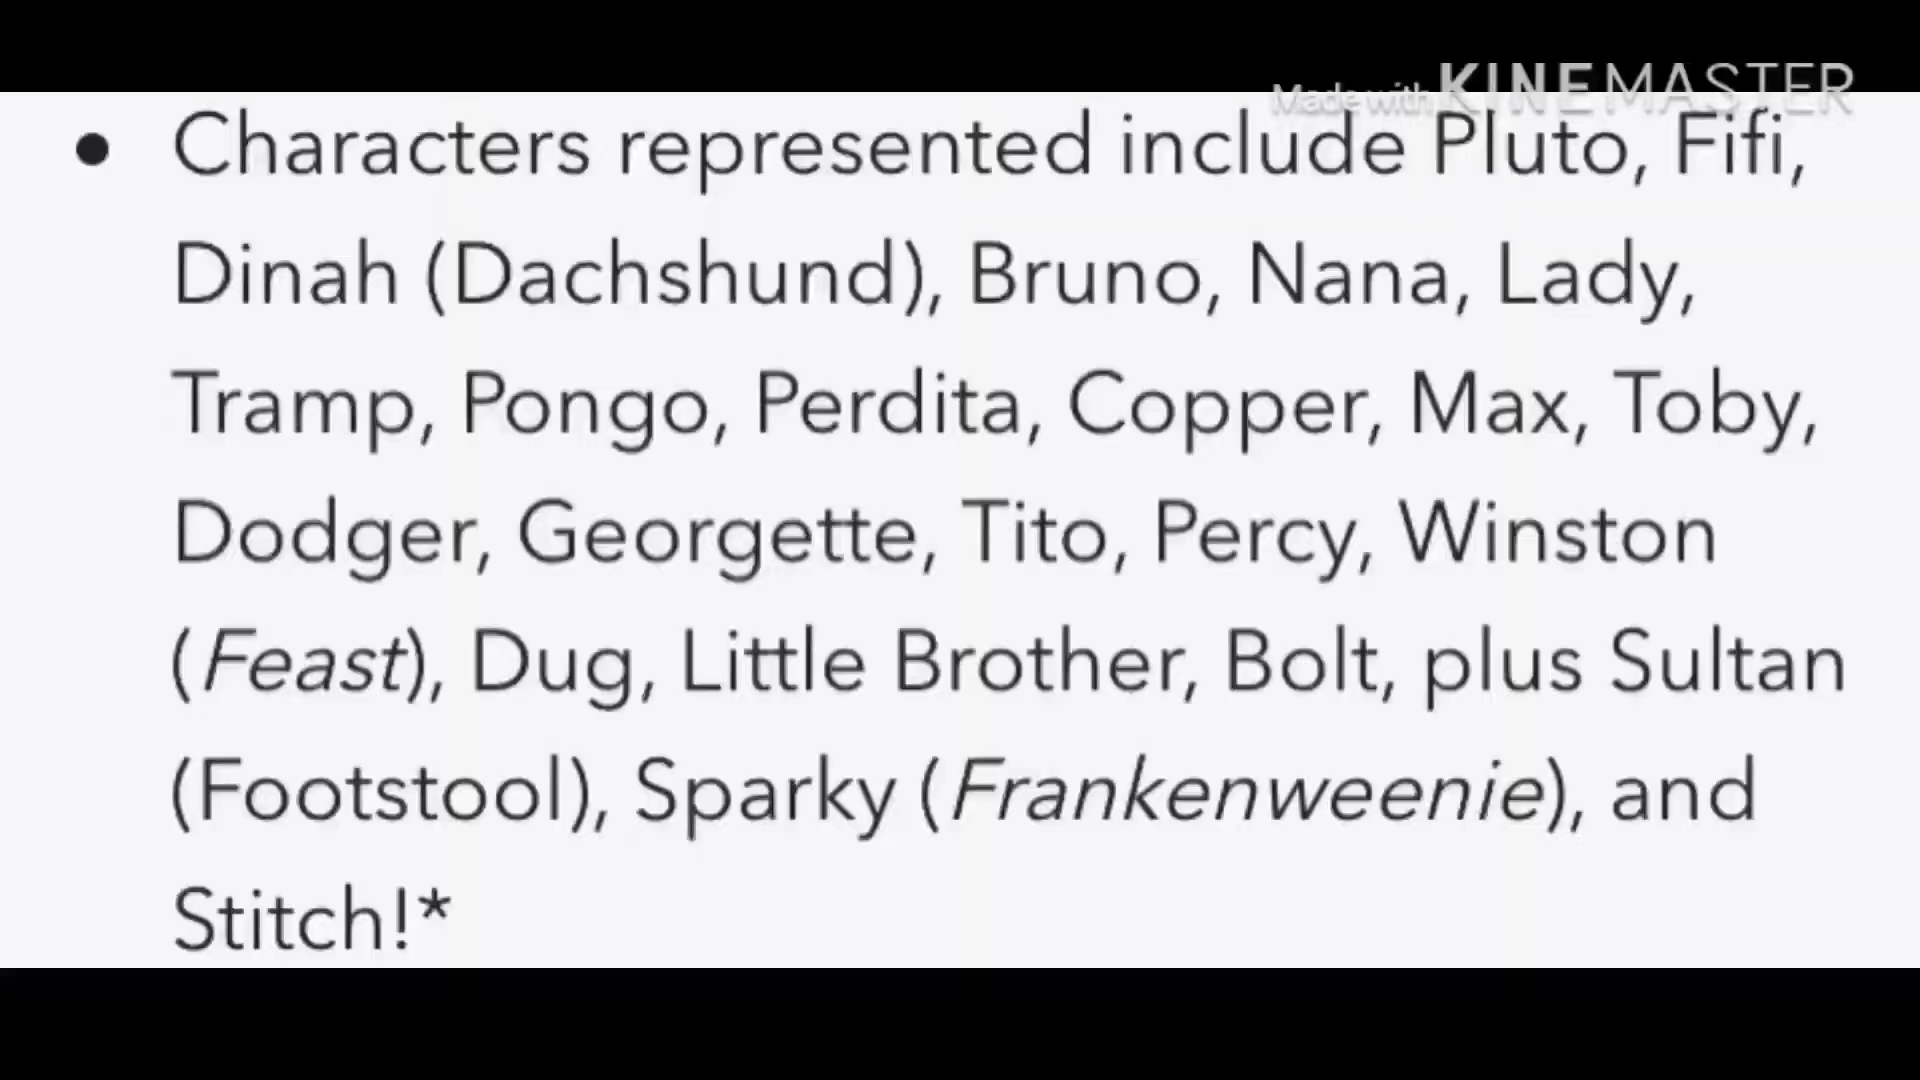 Made with KINEMASTER
• Characters represented include Pluto, Fifi,
Dinah (Dachshund), Bruno, Nana, Lady,
Tramp, Pongo, Perdita, Copper, Max, Toby,
Dodger, Georgette, Tito, Percy, Winston
(Feast), Dug, Little Brother, Bolt, plus Sultan
(Footstool), Sparky (Frankenweenie), and
Stitch!*